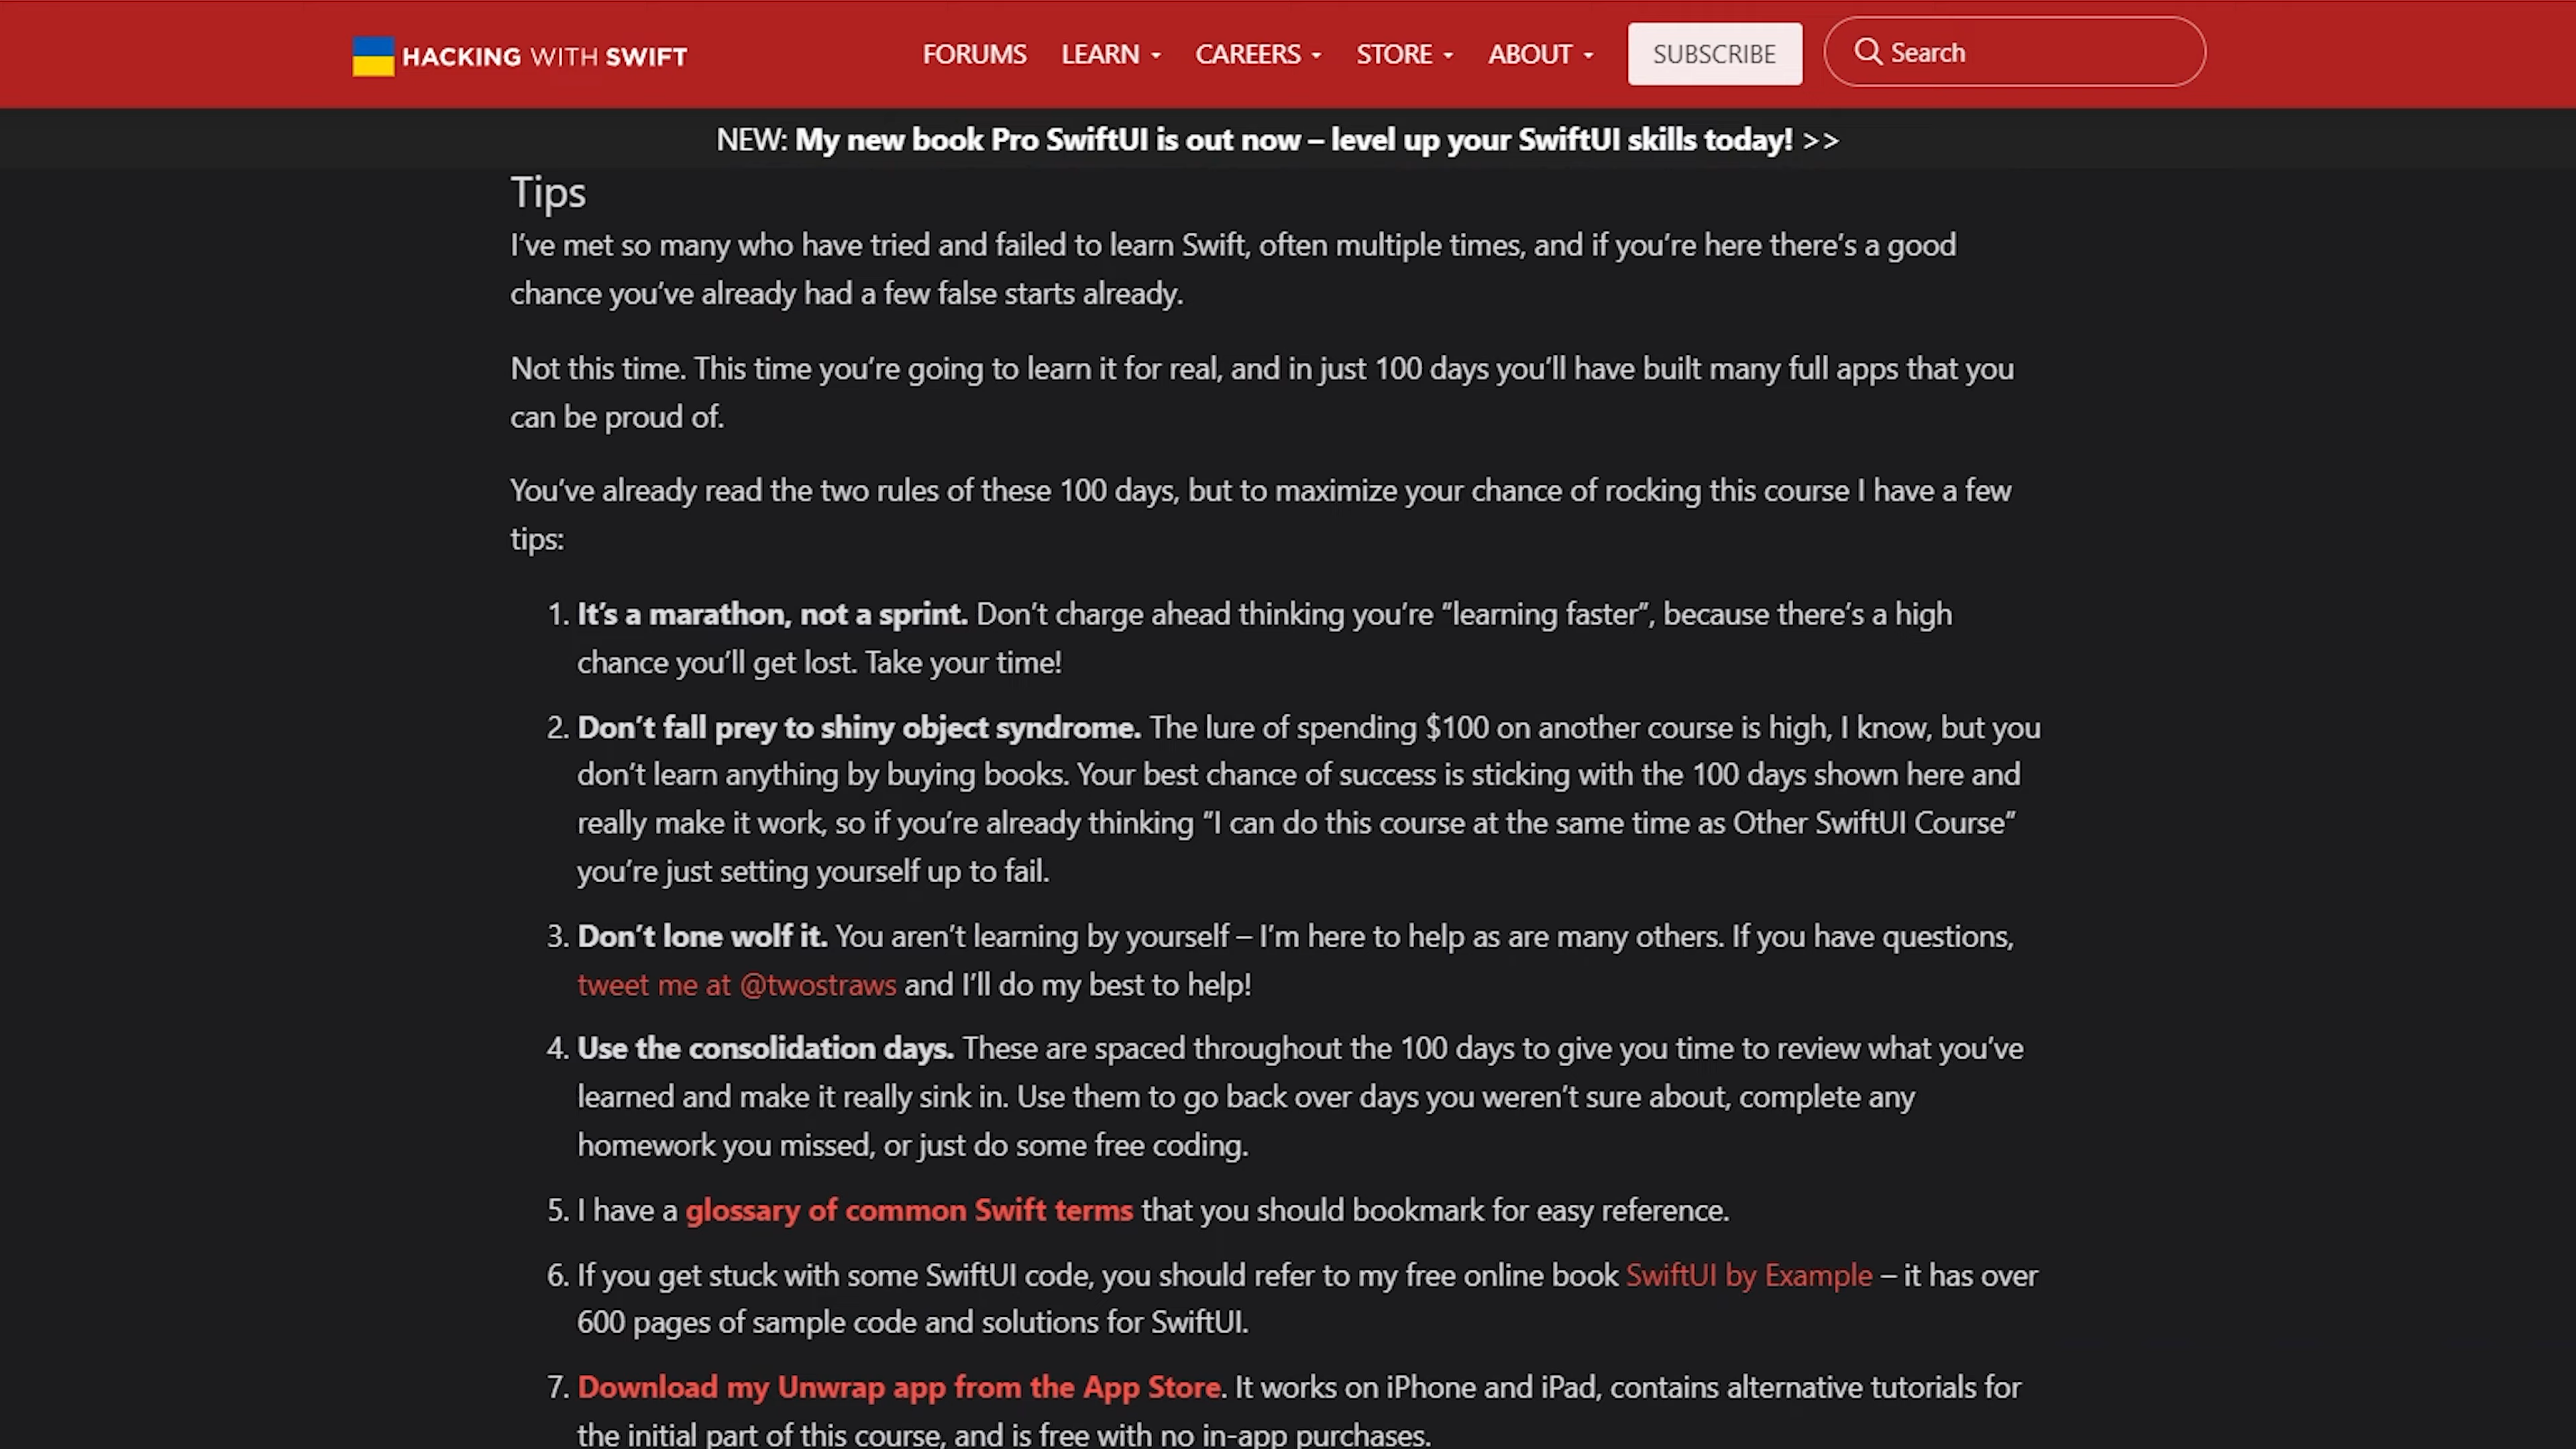 HACKING WITH SWIFT
FORUMS LEARN CAREERS STORE ABOUT SUBSCRIBE Search
NEW: My new book Pro SwiftUI is out now – level up your SwiftUI skills today! >>
Tips
I’ve met so many who have tried and failed to learn Swift, often multiple times, and if you’re here there’s a good
chance you’ve already had a few false starts already.
Not this time. This time you’re going to learn it for real, and in just 100 days you’ll have built many full apps that you
can be proud of.
You’ve already read the two rules of these 100 days, but to maximize your chance of rocking this course I have a few
tips:
1. It’s a marathon, not a sprint. Don’t charge ahead thinking you’re “learning faster”, because there’s a high
chance you’ll get lost. Take your time!
2. Don’t fall prey to shiny object syndrome. The lure of spending $100 on another course is high, I know, but you
don’t learn anything by buying books. Your best chance of success is sticking with the 100 days shown here and
really make it work, so if you’re already thinking “I can do this course at the same time as Other SwiftUI Course”
you’re just setting yourself up to fail.
3. Don’t lone wolf it. You aren’t learning by yourself – I’m here to help as are many others. If you have questions,
tweet me at @twostraws and I’ll do my best to help!
4. Use the consolidation days. These are spaced throughout the 100 days to give you time to review what you’ve
learned and make it really sink in. Use them to go back over days you weren’t sure about, complete any
homework you missed, or just do some free coding.
5. I have a glossary of common Swift terms that you should bookmark for easy reference.
6. If you get stuck with some SwiftUI code, you should refer to my free online book SwiftUI by Example – it has over
600 pages of sample code and solutions for SwiftUI.
7. Download my Unwrap app from the App Store. It works on iPhone and iPad, contains alternative tutorials for
the initial part of this course, and is free with no in-app purchases.